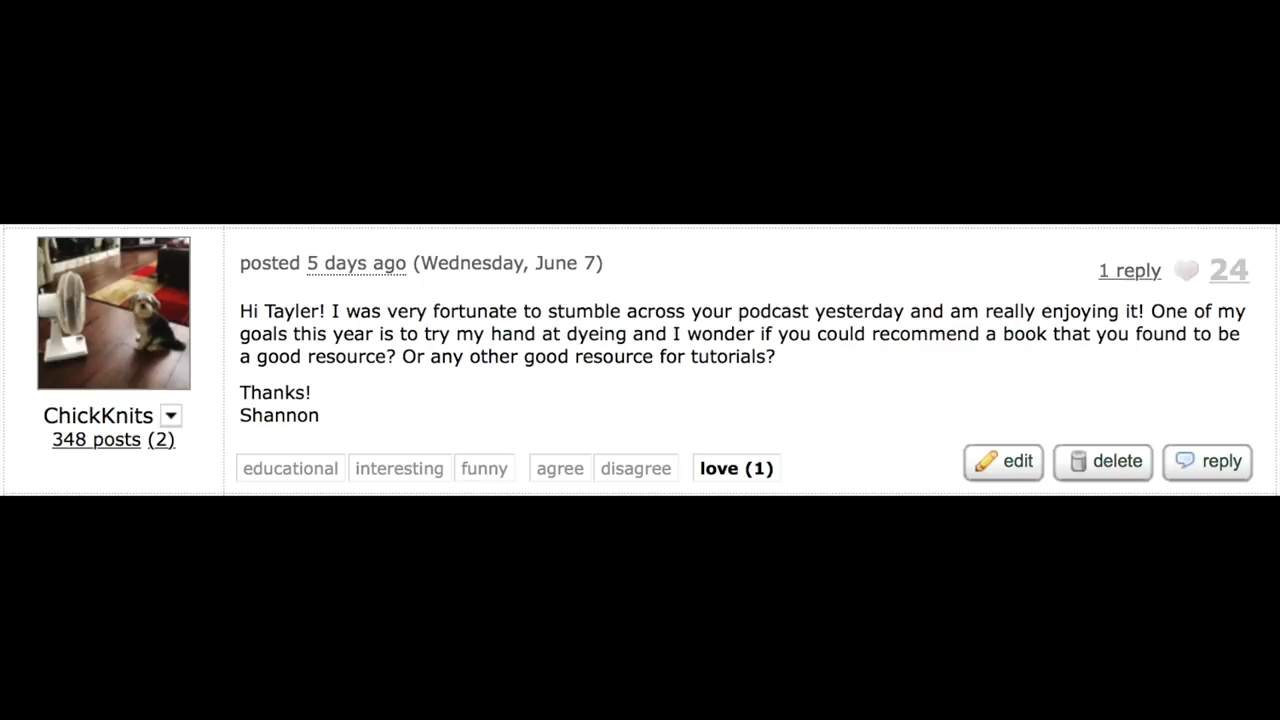 posted 5 days ago (Wednesday, June 7)
1 reply 24
Hi Tayler! I was very fortunate to stumble across your podcast yesterday and am really enjoying it! One of my
goals this year is to try my hand at dyeing and I wonder if you could recommend a book that you found to be
a good resource? Or any other good resource for tutorials?
Thanks!
Shannon
ChickKnits
348 posts (2)
educational interesting funny agree disagree love (1)
edit delete reply